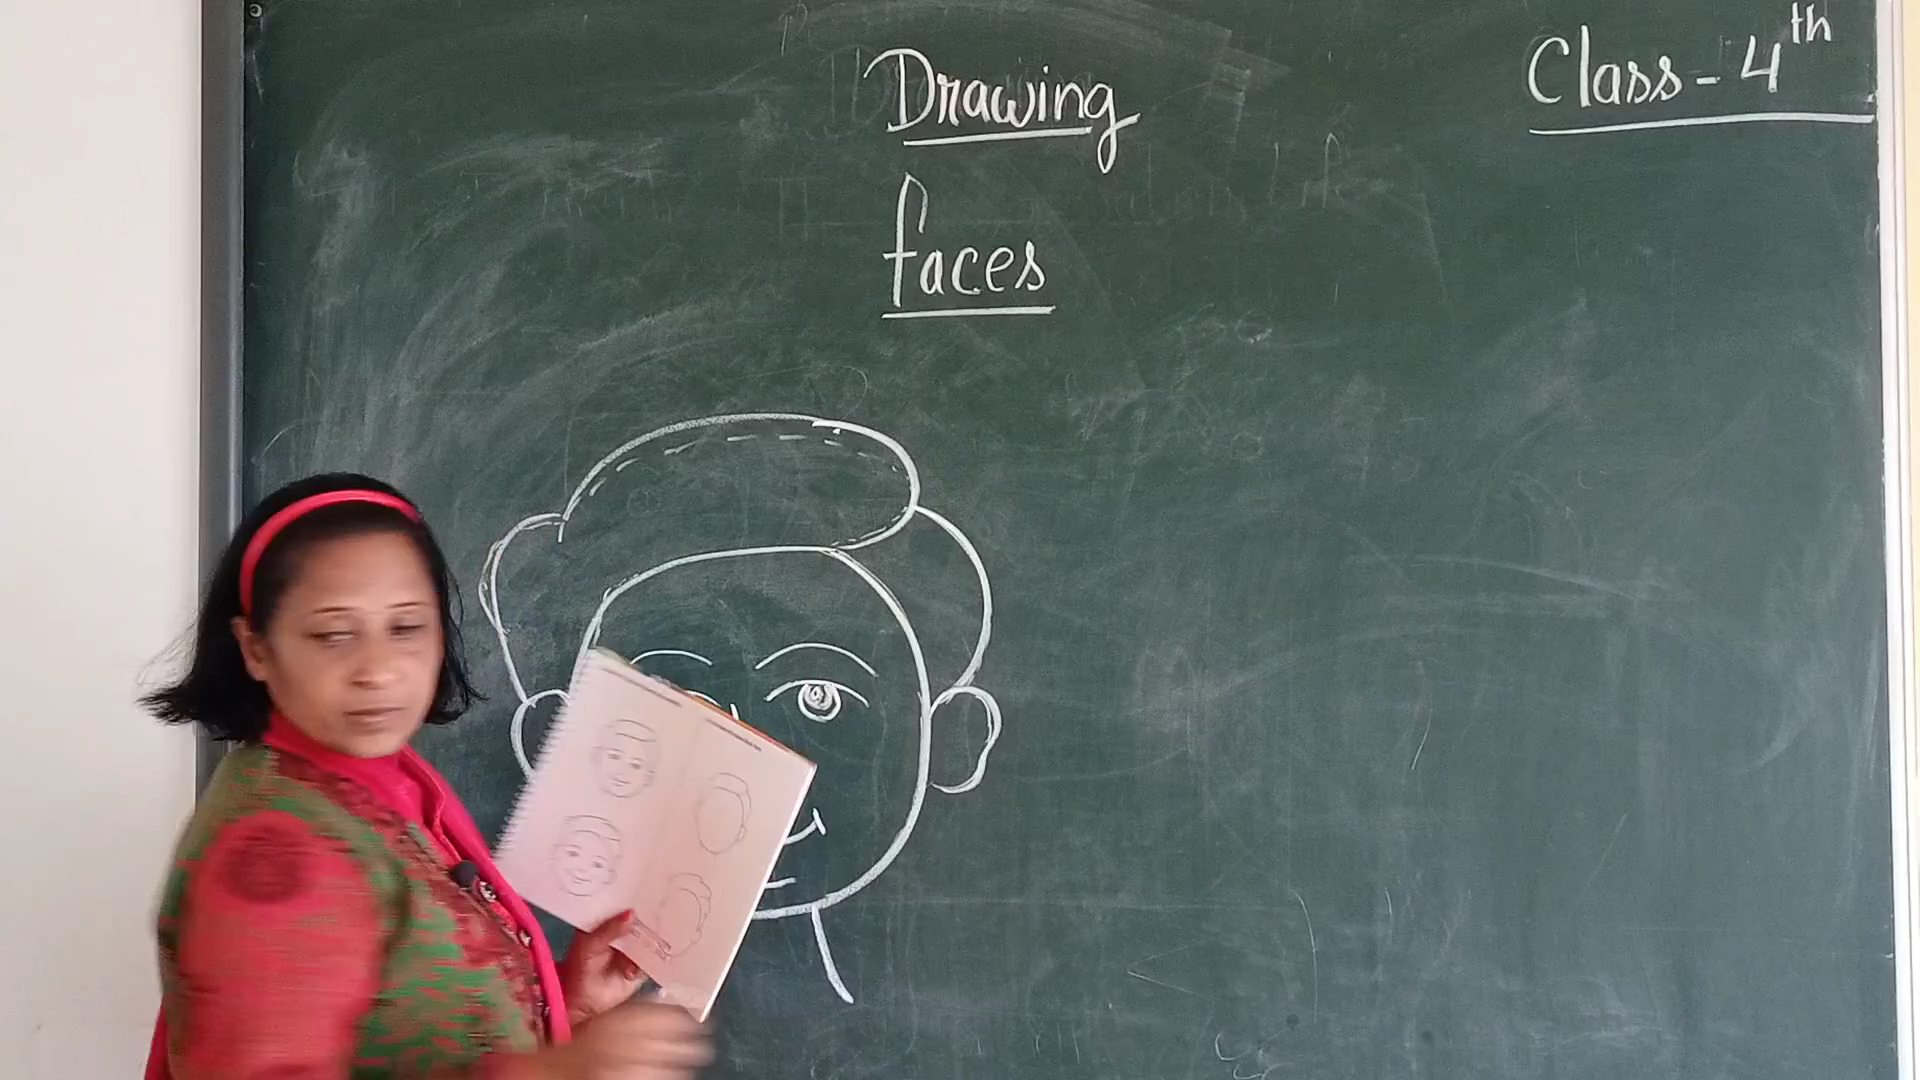 Drawing
Class - 4th
faces